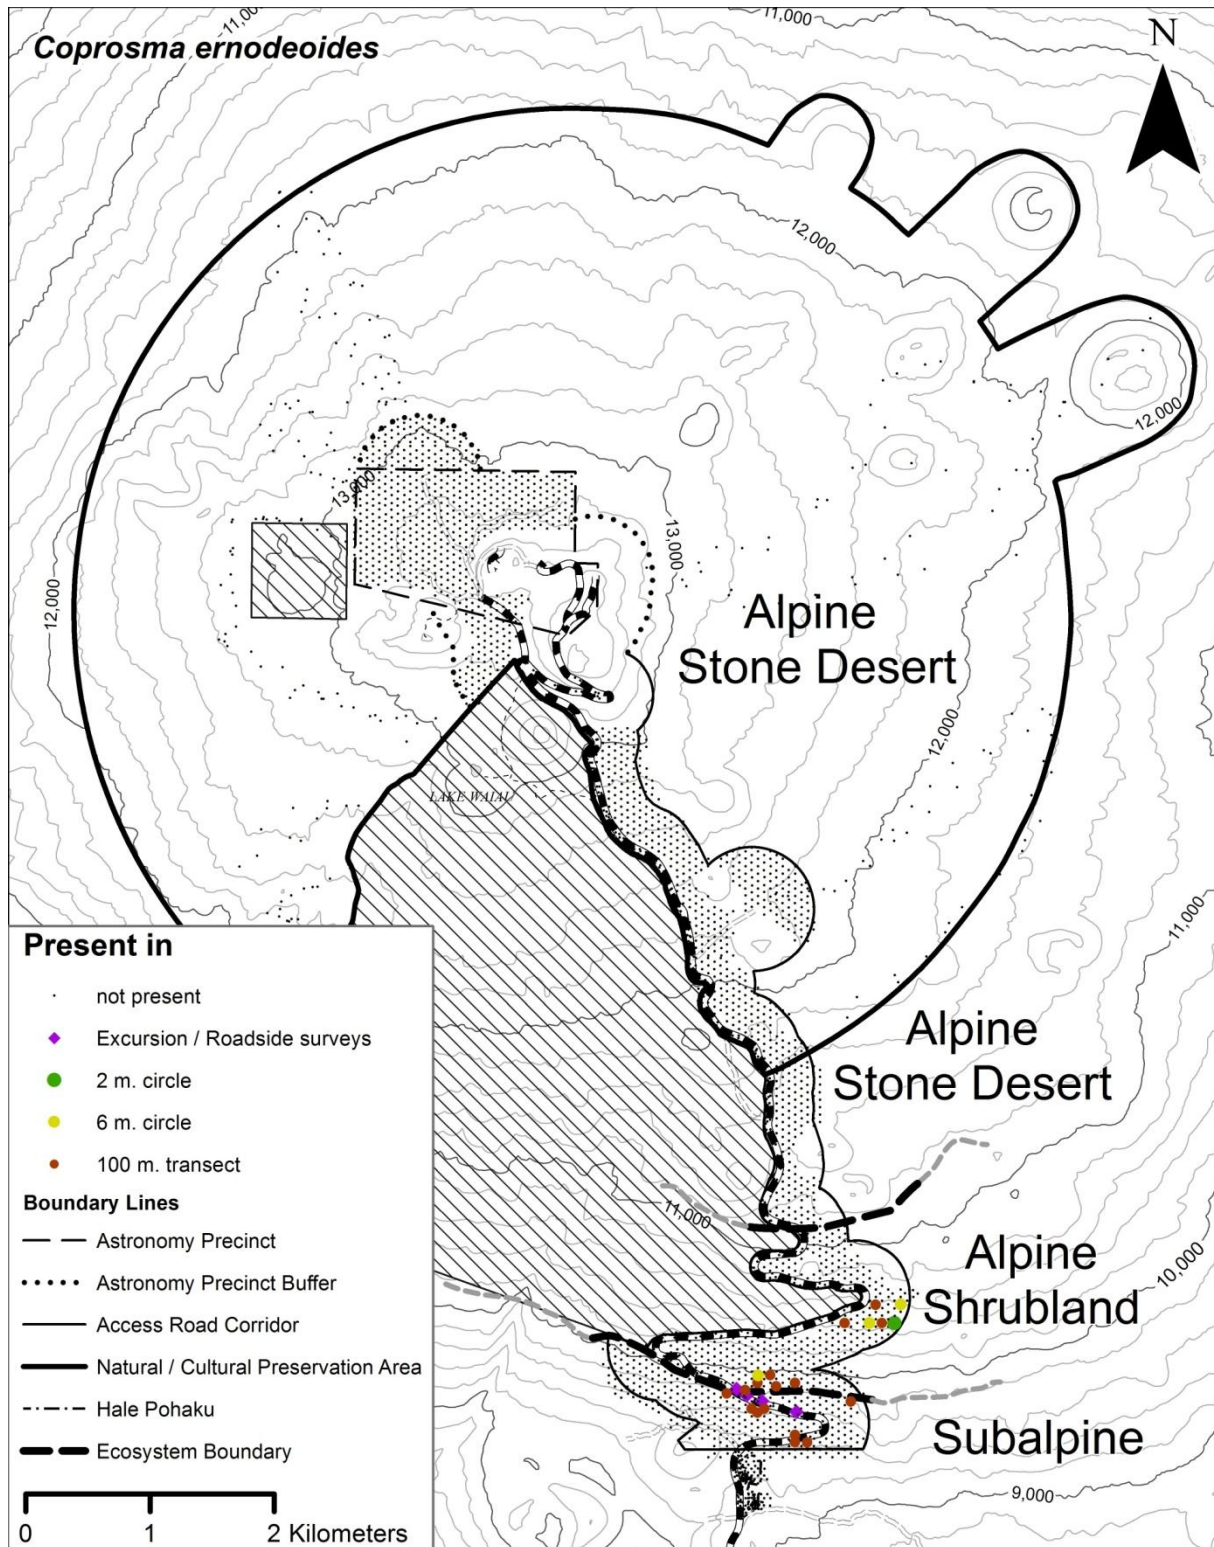 Coprosma ernodeoides
11,000
11,000
N
12,000
12,000
13,000
13,000
12,000
Alpine
Stone Desert
12,000
LAKE WAIAU
11,000
Present in
not present
Excursion / Roadside surveys
2 m. circle
6 m. circle
100 m. transect
Boundary Lines
Astronomy Precinct
Astronomy Precinct Buffer
Access Road Corridor
Natural / Cultural Preservation Area
Hale Pohaku
Ecosystem Boundary
0 1 2 Kilometers
Alpine
Stone Desert
11,000
Alpine
Shrubland
10,000
Subalpine
9,000